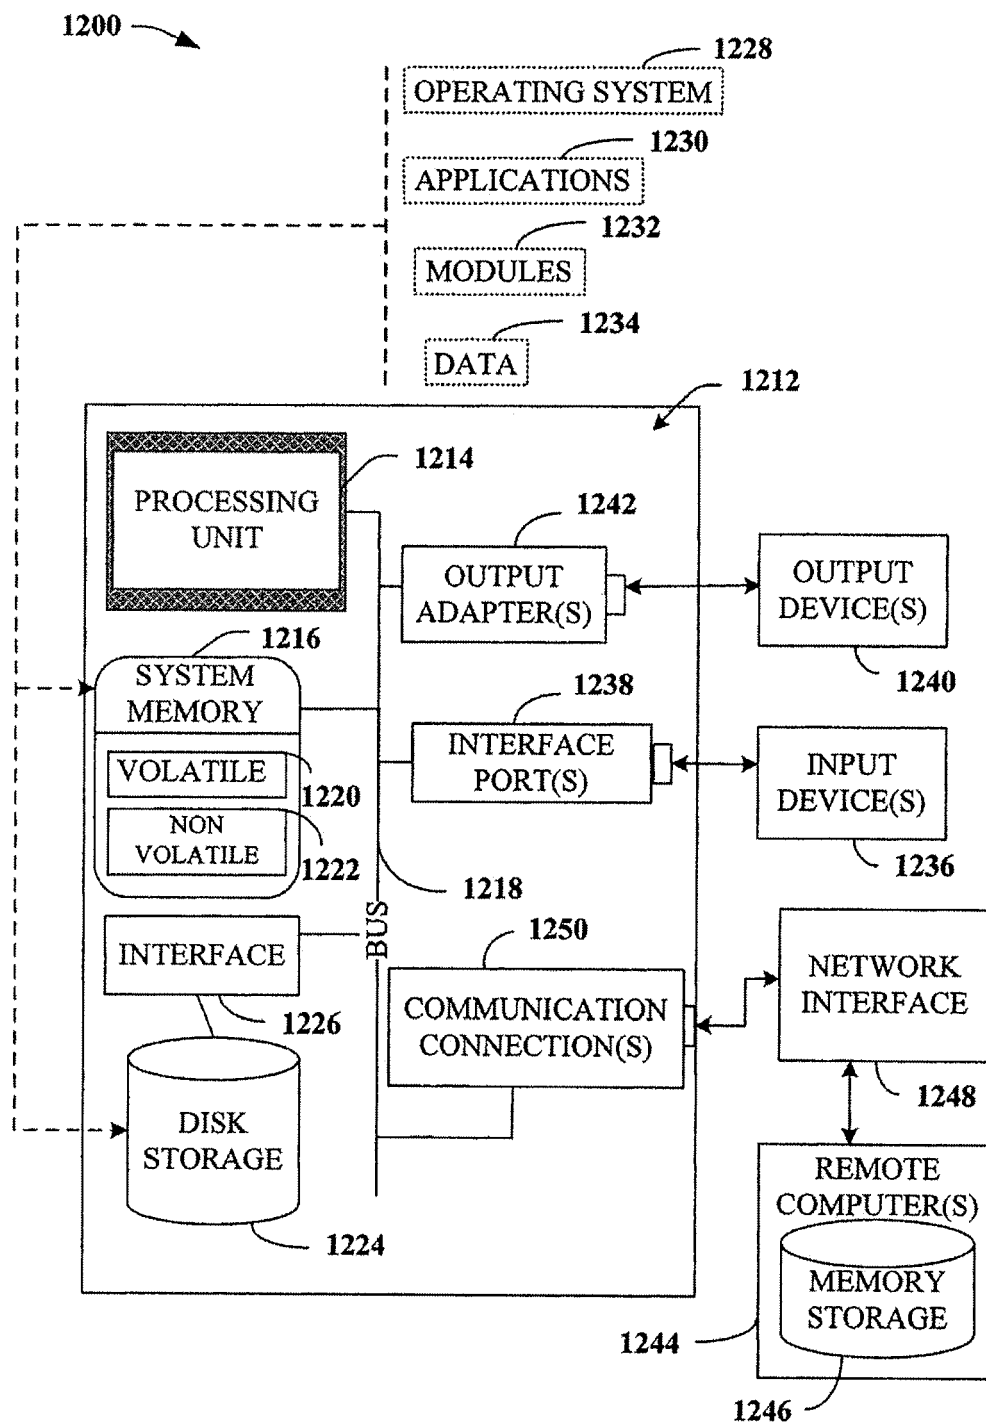 1200
1228
OPERATING SYSTEM
1230
APPLICATIONS
1232
MODULES
1234
DATA
1212
1214
PROCESSING
UNIT
1242
OUTPUT
ADAPTER(S)
OUTPUT
DEVICE(S)
1240
1216
SYSTEM
MEMORY
1238
INTERFACE
PORT(S)
INPUT
DEVICE(S)
1236
VOLATILE
1220
NON
VOLATILE
1222
1218
BUS
INTERFACE
1226
1250
COMMUNICATION
CONNECTION(S)
NETWORK
INTERFACE
1248
DISK
STORAGE
1224
REMOTE
COMPUTER(S)
MEMORY
STORAGE
1244
1246